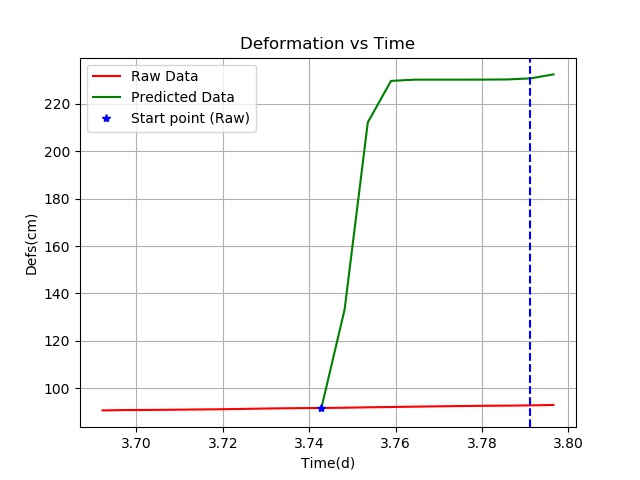 Deformation vs Time
Raw Data
Predicted Data
Start point (Raw)
Defs(cm)
220
200
180
160
140
120
100
3.70 3.72 3.74 3.76 3.78 3.80
Time(d)